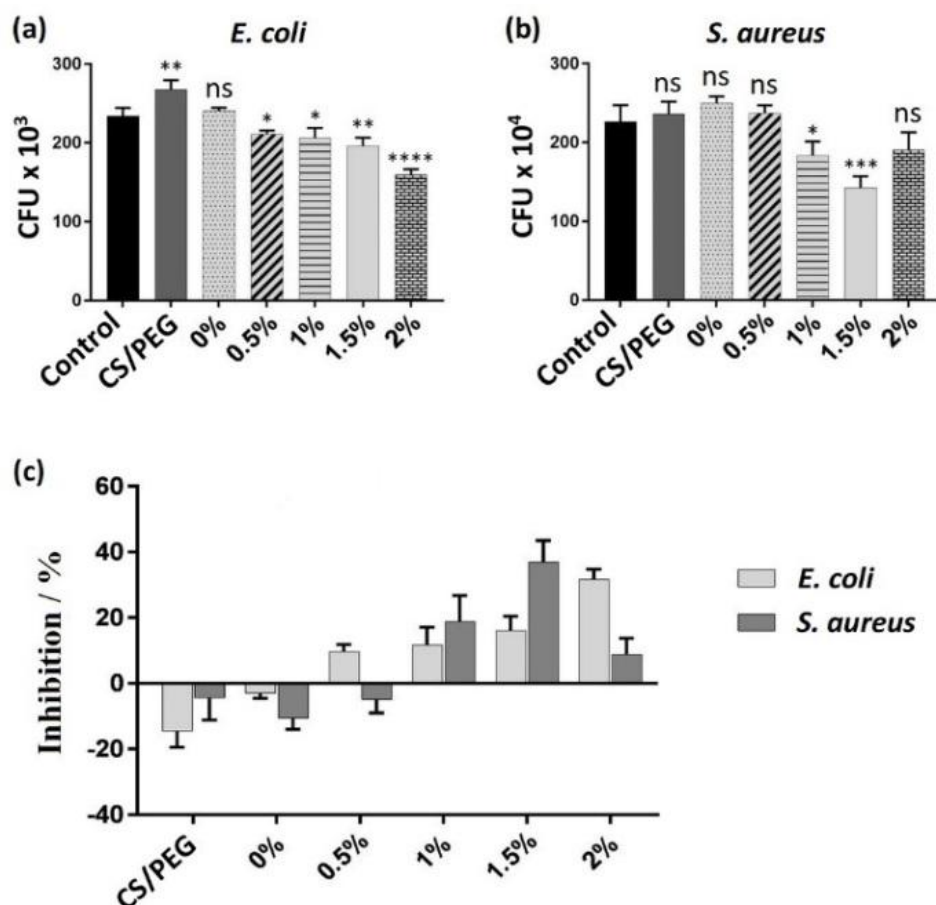 (a)
E. coli
CFU x 10³
300
200
100
0
**
ns
*
*
**
****
Control
CS/PEG
0%
0.5%
1%
1.5%
2%
(b)
S. aureus
CFU x 10⁴
300
200
100
0
ns
ns
ns
*
***
ns
Control
CS/PEG
0%
0.5%
1%
1.5%
2%
(c)
Inhibition / %
60
40
20
0
-20
-40
CS/PEG
0%
0.5%
1%
1.5%
2%
E. coli
S. aureus